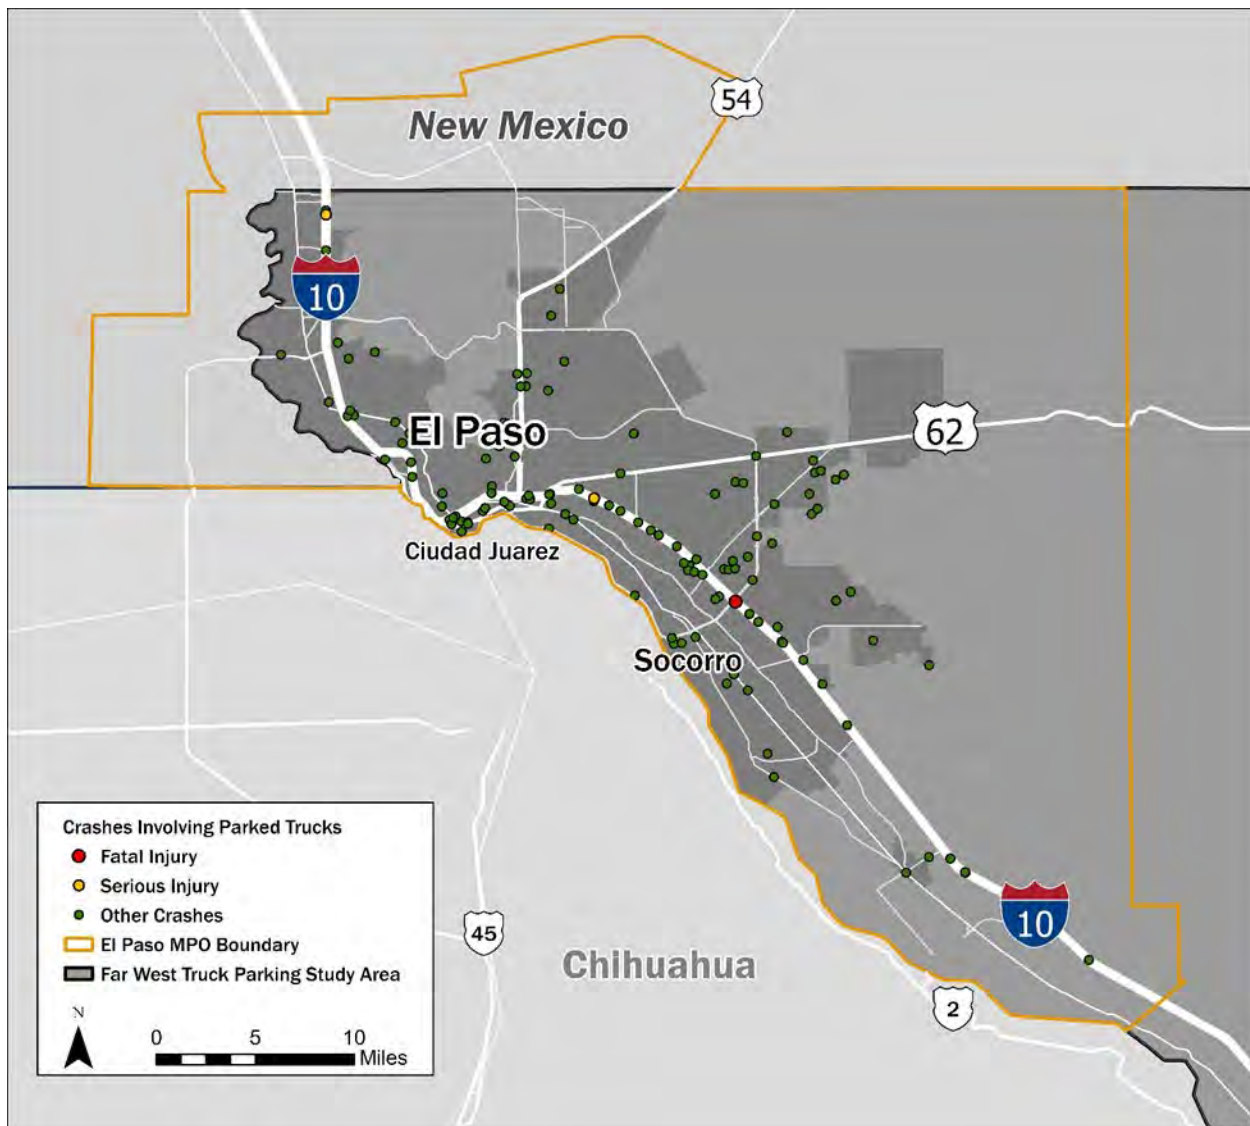 54
New Mexico
10
62
El Paso
Ciudad Juarez
Socorro
Crashes Involving Parked Trucks
Fatal Injury
Serious Injury
Other Crashes
El Paso MPO Boundary
Far West Truck Parking Study Area
N
0 5 10
Miles
45
Chihuahua
10
2